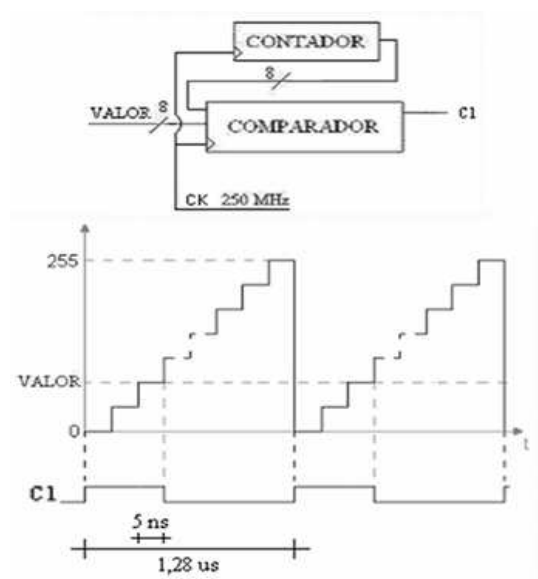 CONTADOR
8
VALOR 8
COMPARADOR
C1
CK 250 MHz
255
VALOR
0
t
C1
5 ns
1,28 us